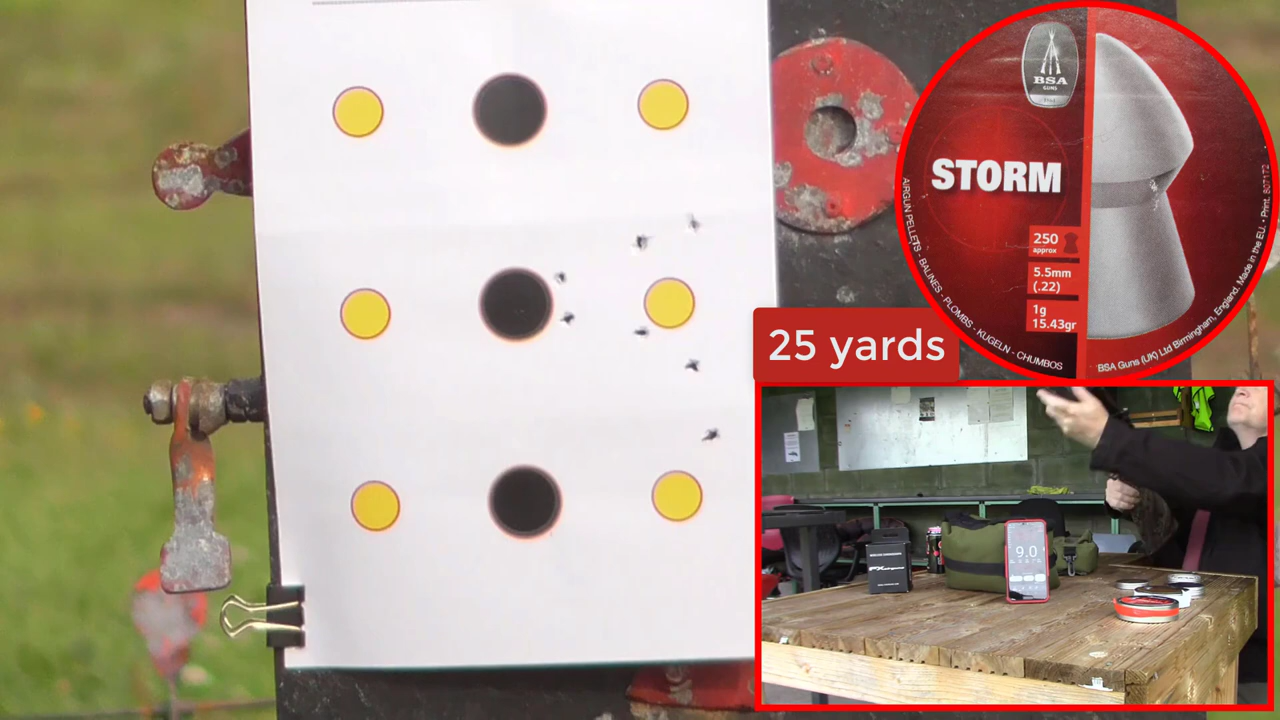 BSA
GUNS
STORM
250
approx
5.5mm
(.22)
1g
15.43gr
AIRGUN PELLETS - BALINES - PLOMBS - KUGELN - CHUMBOS
BSA Guns (UK) Ltd Birmingham, England. Made in the EU. • Print. 807172
25 yards
9.0